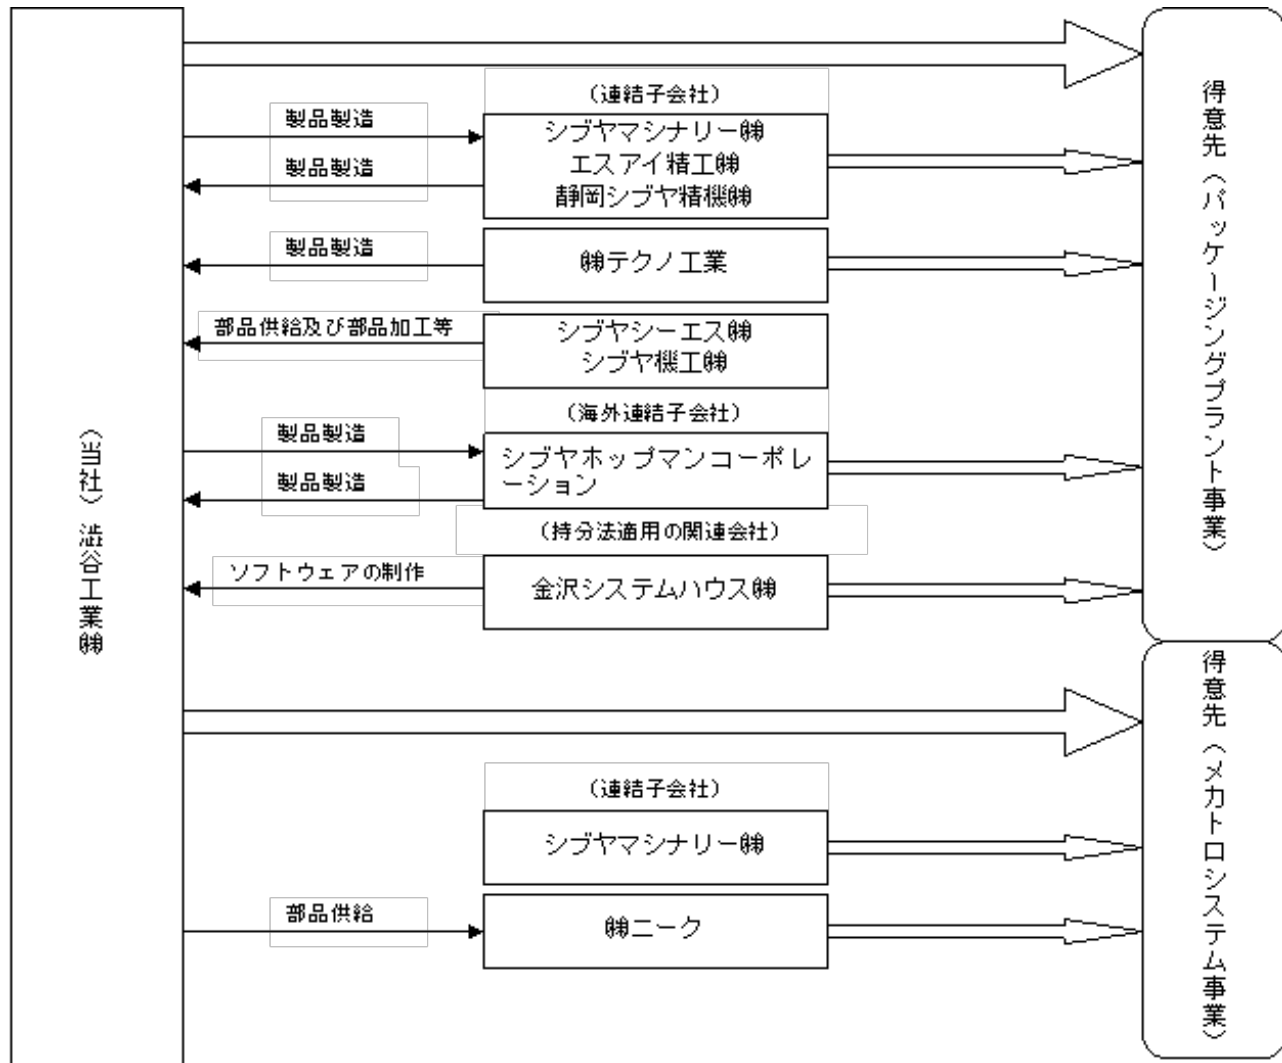 （当社）澁谷工業㈱
（連結子会社）
製品製造
製品製造
シブヤマシナリー㈱
エスアイ精工㈱
静岡シブヤ精機㈱
製品製造
㈱テクノ工業
部品供給及び部品加工等
シブヤシーエス㈱
シブヤ機工㈱
（海外連結子会社）
製品製造
製品製造
シブヤホップマンコーポレ
ーション
（持分法適用の関連会社）
ソフトウェアの制作
金沢システムハウス㈱
得意先（パッケージングプラント事業）
（連結子会社）
シブヤマシナリー㈱
部品供給
㈱ニーク
得意先（メカトロシステム事業）